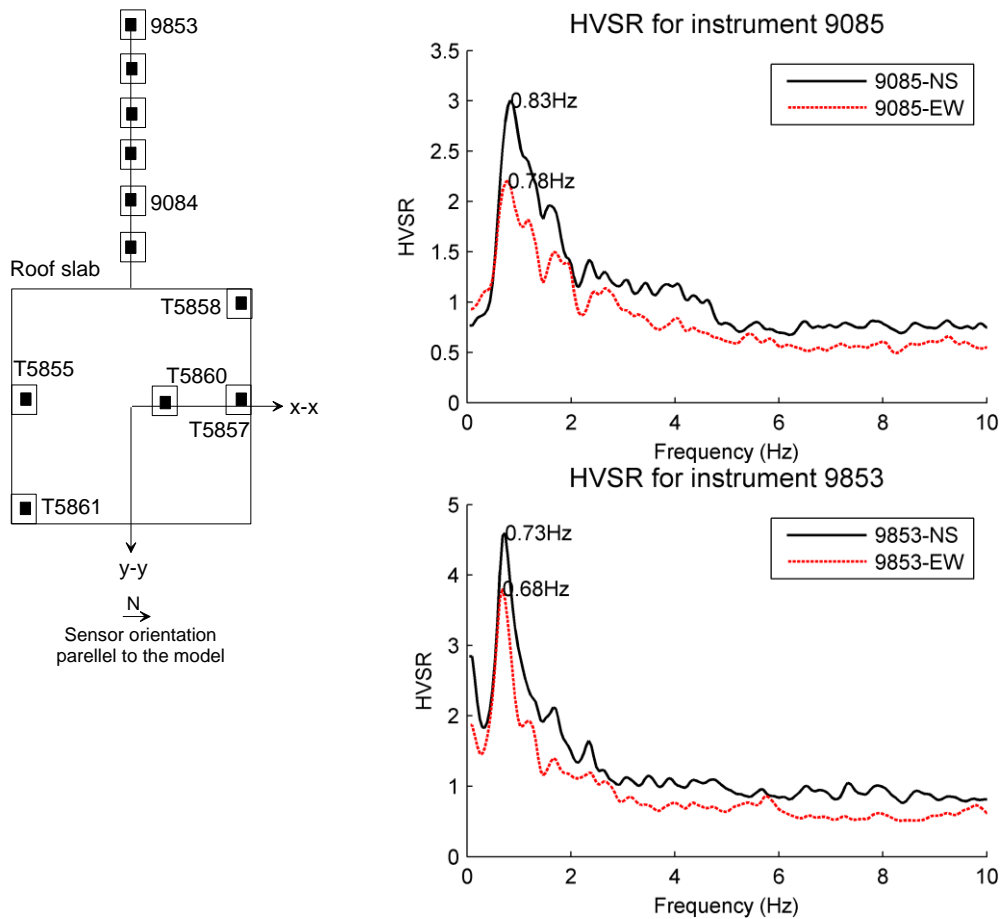 9853
9084
Roof slab
T5858
T5855
T5860
x-x
T5857
T5861
y-y
N
Sensor orientation
parellel to the model
HVSR for instrument 9085
3.5
3
2.5
2
1.5
1
0.5
0
HVSR
0.83Hz
0.78Hz
9085-NS
9085-EW
0 2 4 6 8 10
Frequency (Hz)
HVSR for instrument 9853
5
4
3
2
1
0
HVSR
0.73Hz
0.68Hz
9853-NS
9853-EW
0 2 4 6 8 10
Frequency (Hz)